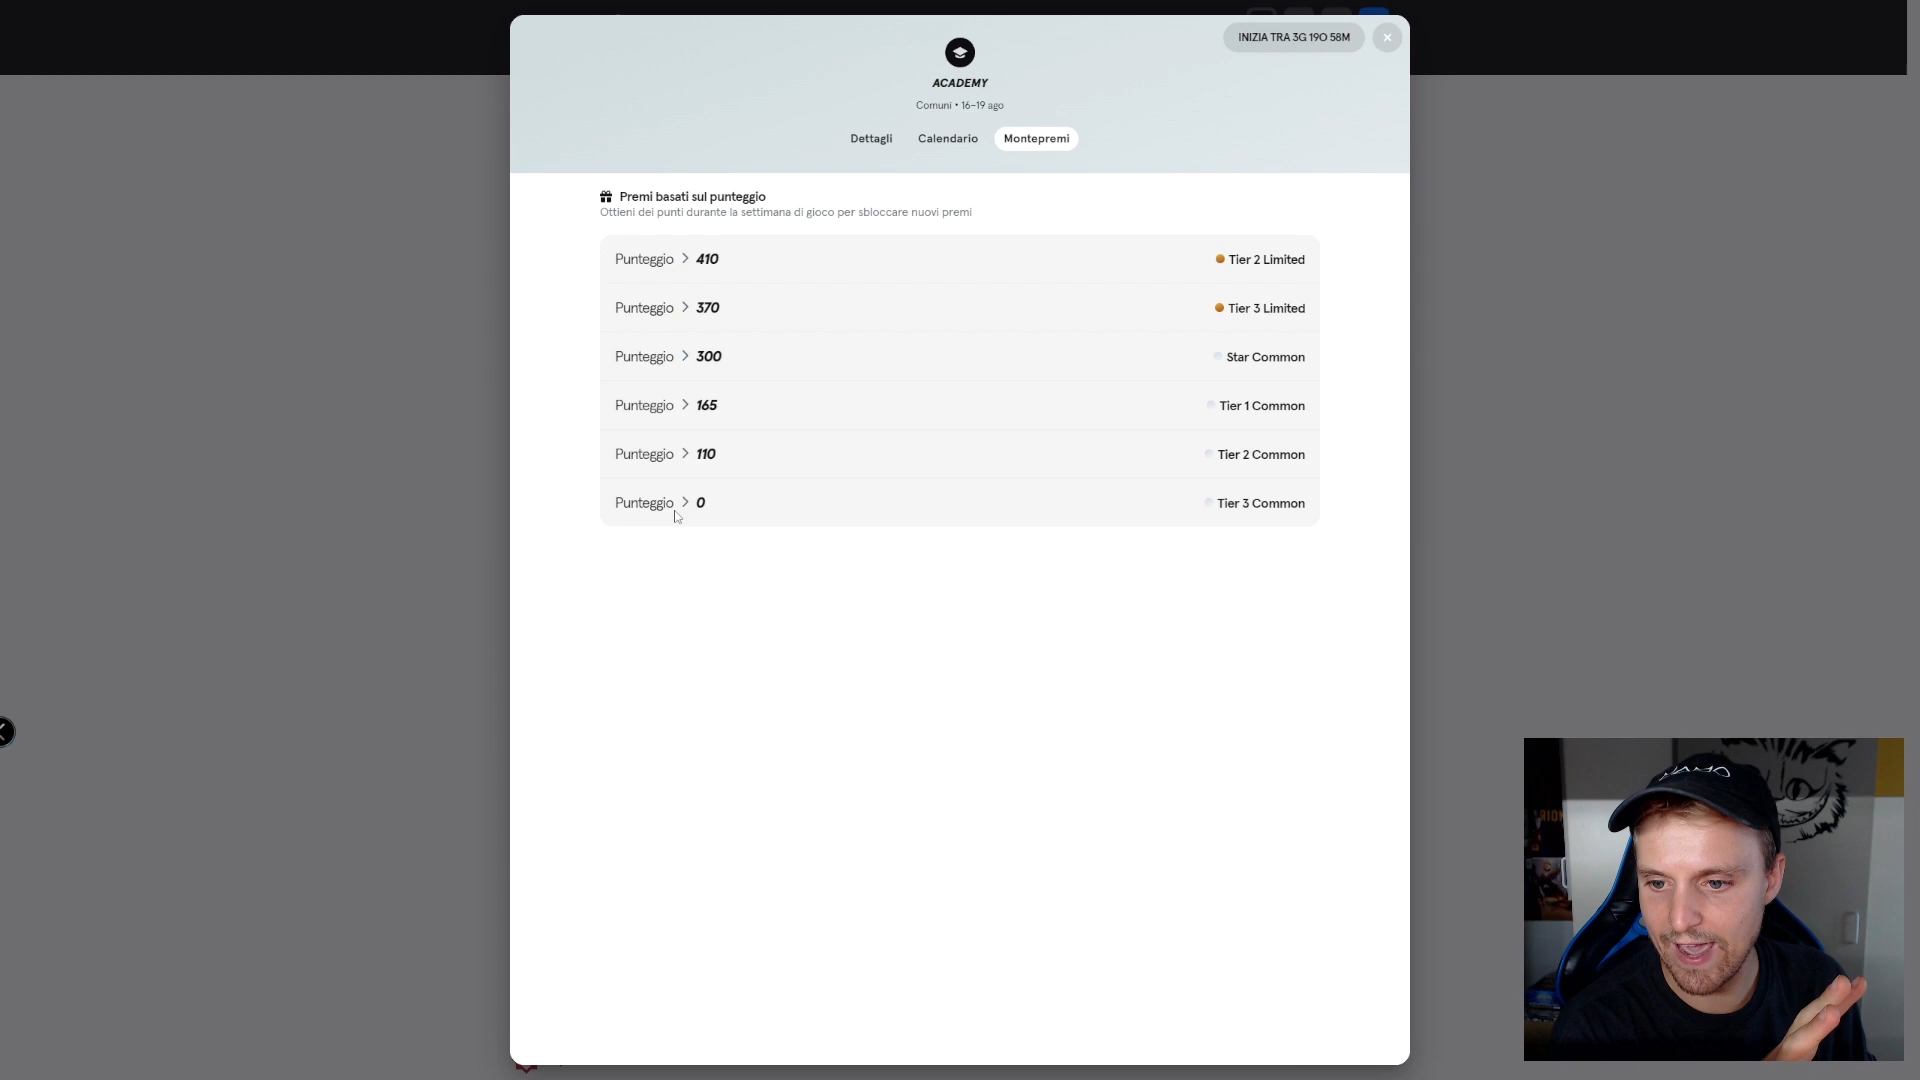 INIZIA TRA 3G 19O 58M
ACADEMY
Comuni • 16-19 ago
Dettagli Calendario Montepremi
Premi basati sul punteggio
Ottieni dei punti durante la settimana di gioco per sbloccare nuovi premi
Punteggio > 410 Tier 2 Limited
Punteggio > 370 Tier 3 Limited
Punteggio > 300 Star Common
Punteggio > 165 Tier 1 Common
Punteggio > 110 Tier 2 Common
Punteggio > 0 Tier 3 Common